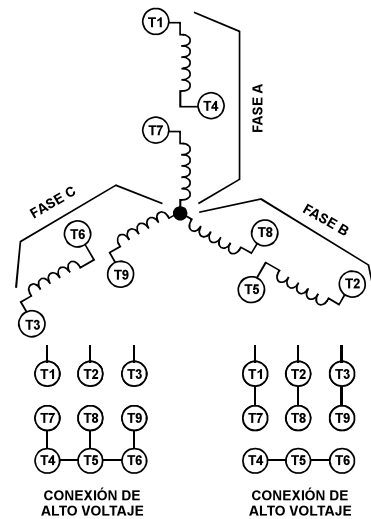 T1
T4
FASE A
T7
FASE C
T6
T9
T3
T8
FASE B
T5
T2
T1 T2 T3
T7 T8 T9
T4 T5 T6
CONEXIÓN DE
ALTO VOLTAJE
T1 T2 T3
T7 T8 T9
T4 T5 T6
CONEXIÓN DE
ALTO VOLTAJE